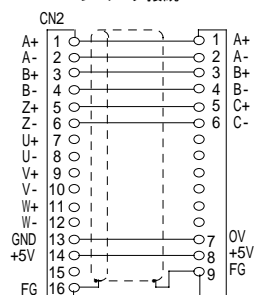 CN2
A+ 1 1 A+
A- 2 2 A-
B+ 3 3 B+
B- 4 4 B-
Z+ 5 5 C+
Z- 6 6 C-
U+ 7
U- 8
V+ 9
V- 10
W+ 11
W- 12
GND 13 7 0V
+5V 14 8 +5V
15 9 FG
FG 16